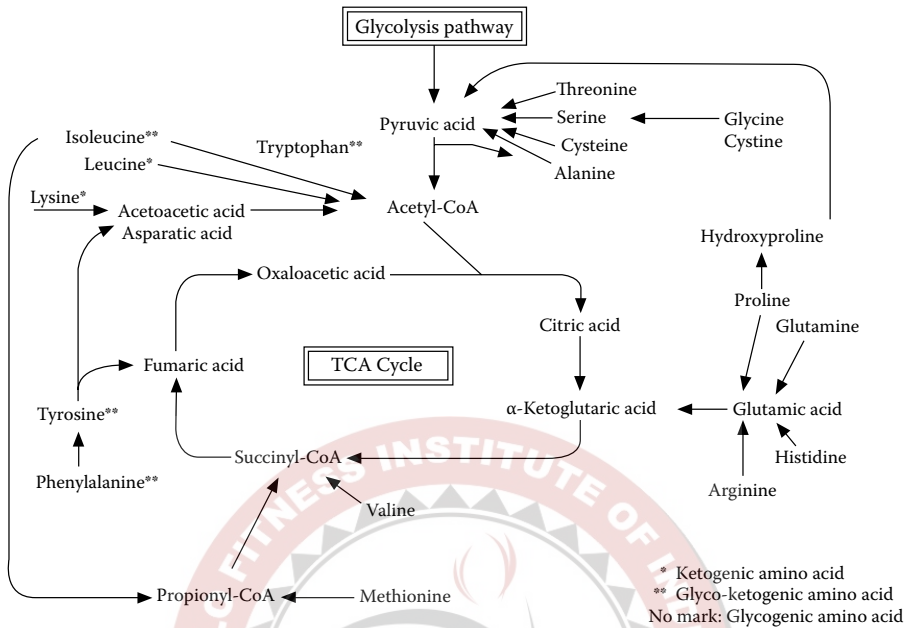 Glycolysis pathway
Threonine
Pyruvic acid
Serine
Glycine
Cystine
Isoleucine**
Tryptophan**
Cysteine
Leucine*
Alanine
Lysine*
Acetoacetic acid
Asparatic acid
Acetyl-CoA
Hydroxyproline
Oxaloacetic acid
Proline
Citric acid
Glutamine
Fumaric acid
TCA Cycle
Tyrosine**
α-Ketoglutaric acid
Glutamic acid
Succinyl-CoA
Histidine
Phenylalanine**
Arginine
Valine
Propionyl-CoA
Methionine
* Ketogenic amino acid
** Glyco-ketogenic amino acid
No mark: Glycogenic amino acid
FITNESS INSTITUTE OF